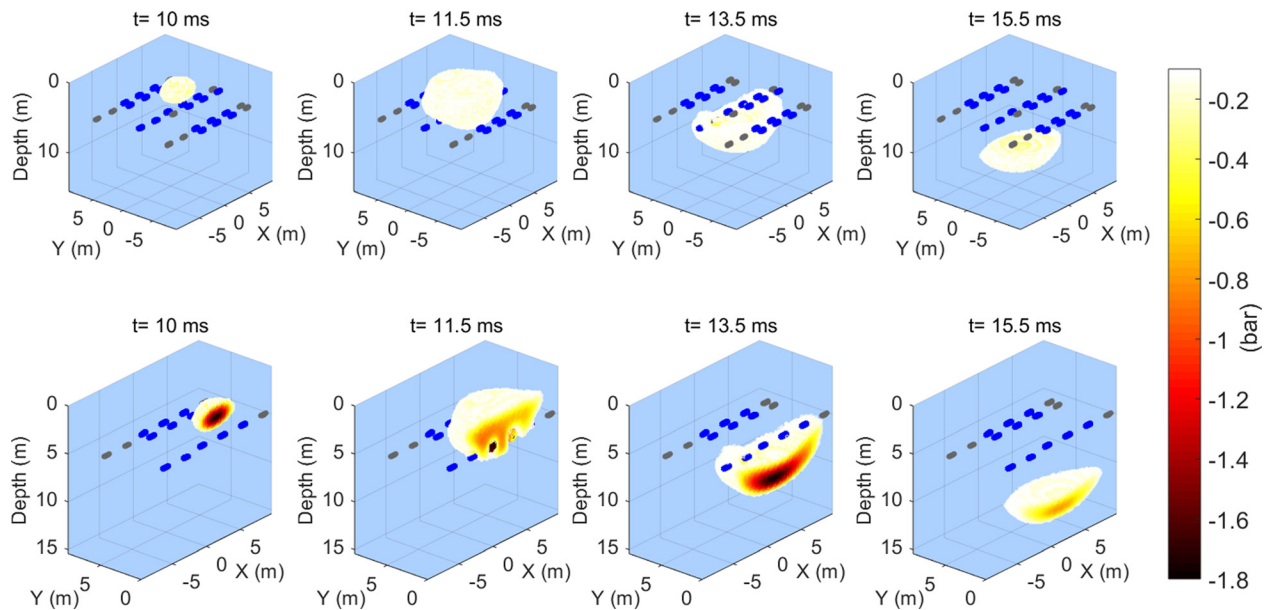 t= 10 ms
t= 11.5 ms
t= 13.5 ms
t= 15.5 ms
0
10
Depth (m)
5
0
-5
Y (m)
-5
0
5
X (m)
0
10
Depth (m)
5
0
-5
Y (m)
-5
0
5
X (m)
0
10
Depth (m)
5
0
-5
Y (m)
-5
0
5
X (m)
0
10
Depth (m)
5
0
-5
Y (m)
-5
0
5
X (m)
t= 10 ms
t= 11.5 ms
t= 13.5 ms
t= 15.5 ms
0
5
10
15
Depth (m)
5
0
Y (m)
-5
0
5
X (m)
0
5
10
15
Depth (m)
5
0
Y (m)
-5
0
5
X (m)
0
5
10
15
Depth (m)
5
0
Y (m)
-5
0
5
X (m)
0
5
10
15
Depth (m)
5
0
Y (m)
-5
0
5
X (m)
-0.2
-0.4
-0.6
-0.8
-1
-1.2
-1.4
-1.6
-1.8
(bar)